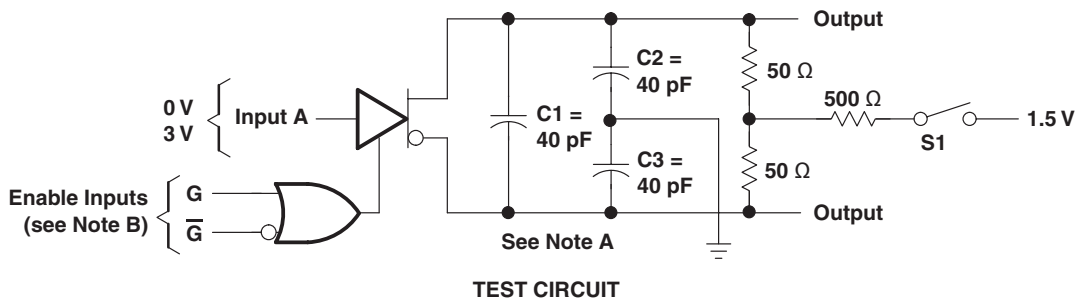 Output
C2 =
40 pF
50 Ω
500 Ω
0 V
3 V
Input A
C1 =
40 pF
1.5 V
S1
C3 =
40 pF
50 Ω
Enable Inputs
(see Note B)
G
G̅
Output
See Note A
TEST CIRCUIT